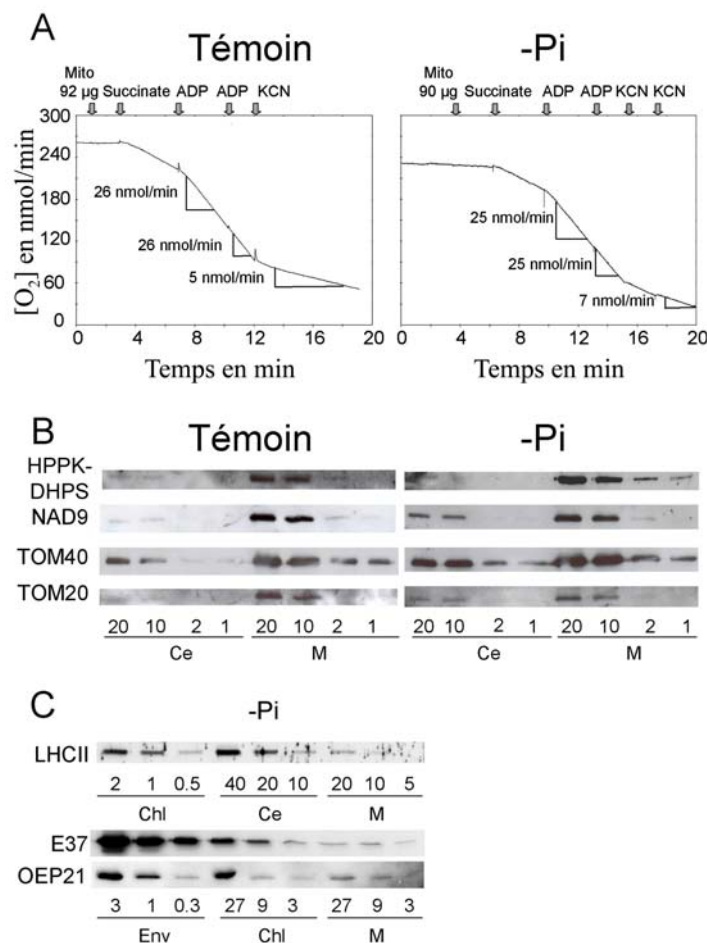 A
Témoin
-Pi
Mito
92 µg Succinate ADP ADP KCN
Mito
90 µg Succinate ADP ADP KCN KCN
[O2] en nmol/min
300
240
180
120
60
0
26 nmol/min
26 nmol/min
5 nmol/min
25 nmol/min
25 nmol/min
7 nmol/min
0 4 8 12 16 20
0 4 8 12 16 20
Temps en min
Temps en min
B
Témoin
-Pi
HPPK-
DHPS
NAD9
TOM40
TOM20
20 10 2 1 20 10 2 1
20 10 2 1 20 10 2 1
Ce M
Ce M
C
-Pi
LHCII
2 1 0.5 40 20 10 20 10 5
Chl Ce M
E37
OEP21
3 1 0.3 27 9 3 27 9 3
Env Chl M